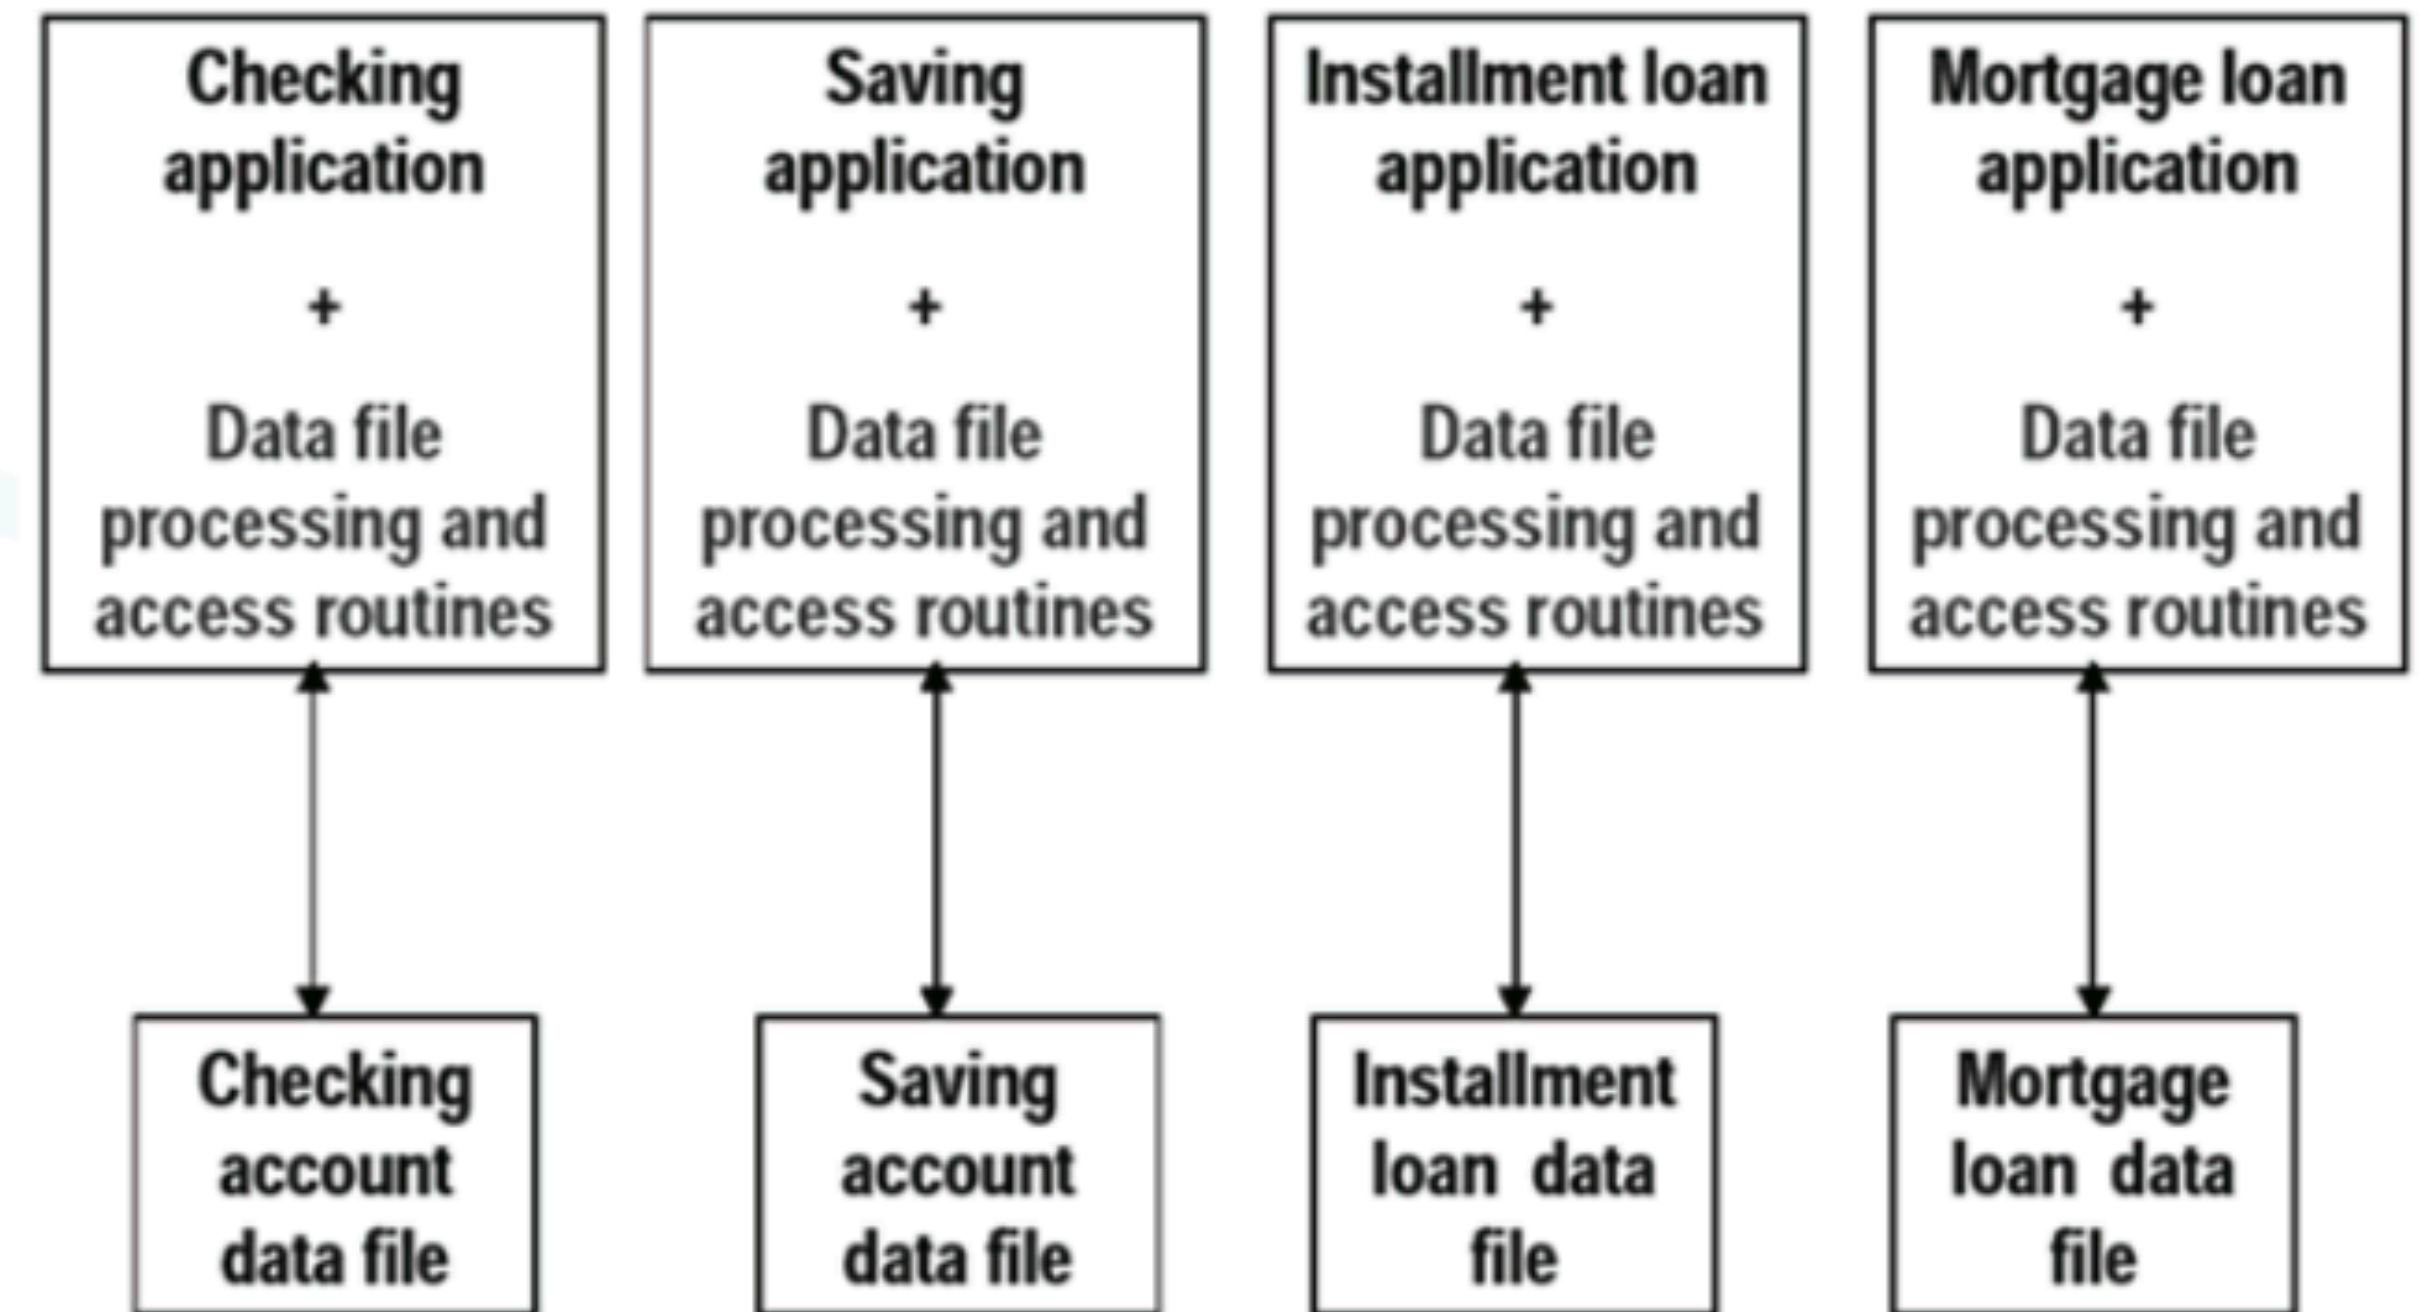 Checking
application
+
Data file
processing and
access routines
Saving
application
+
Data file
processing and
access routines
Installment loan
application
+
Data file
processing and
access routines
Mortgage loan
application
+
Data file
processing and
access routines
Checking
account
data file
Saving
account
data file
Installment
loan data
file
Mortgage
loan data
file